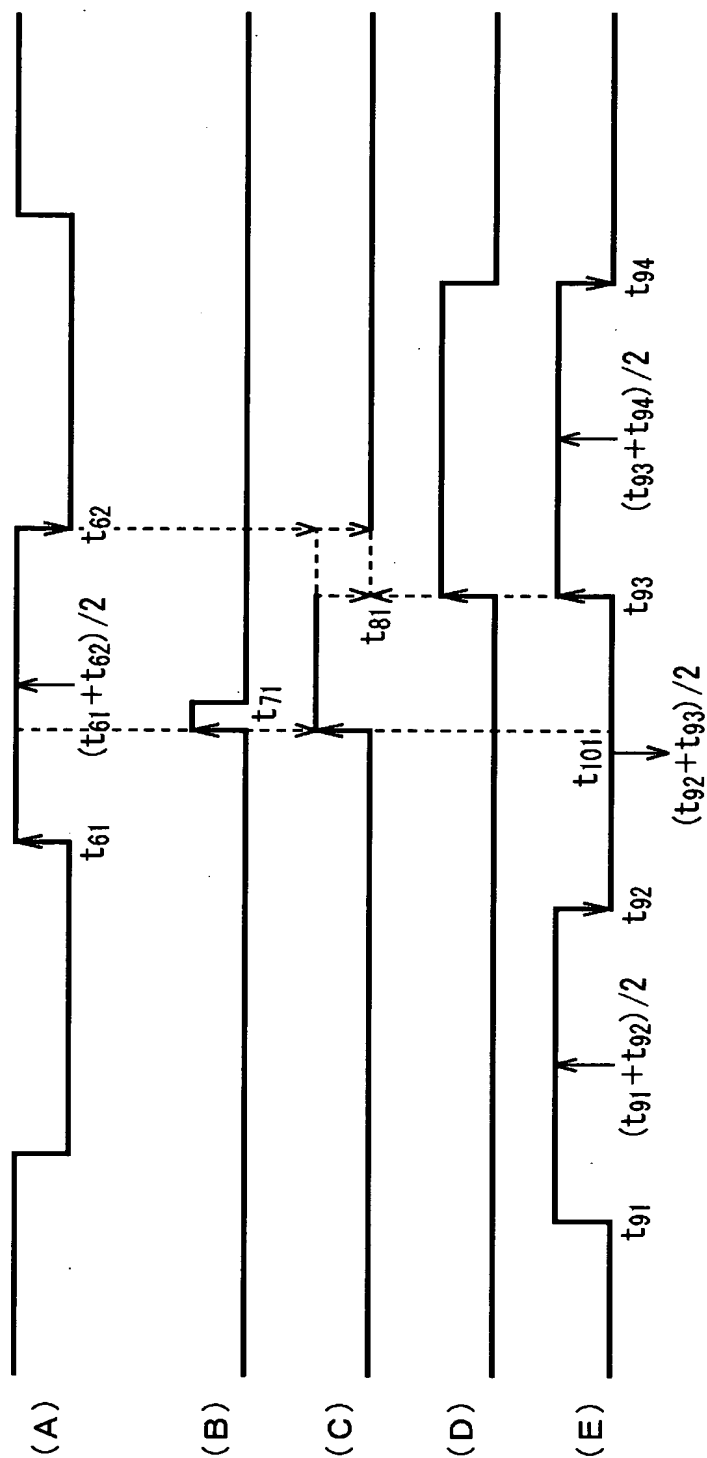 (A)
t61
(t61+t62)/2
t62
(B)
t71
(C)
t81
(D)
(E)
t91
(t91+t92)/2
t92
t101
(t92+t93)/2
t93
(t93+t94)/2
t94